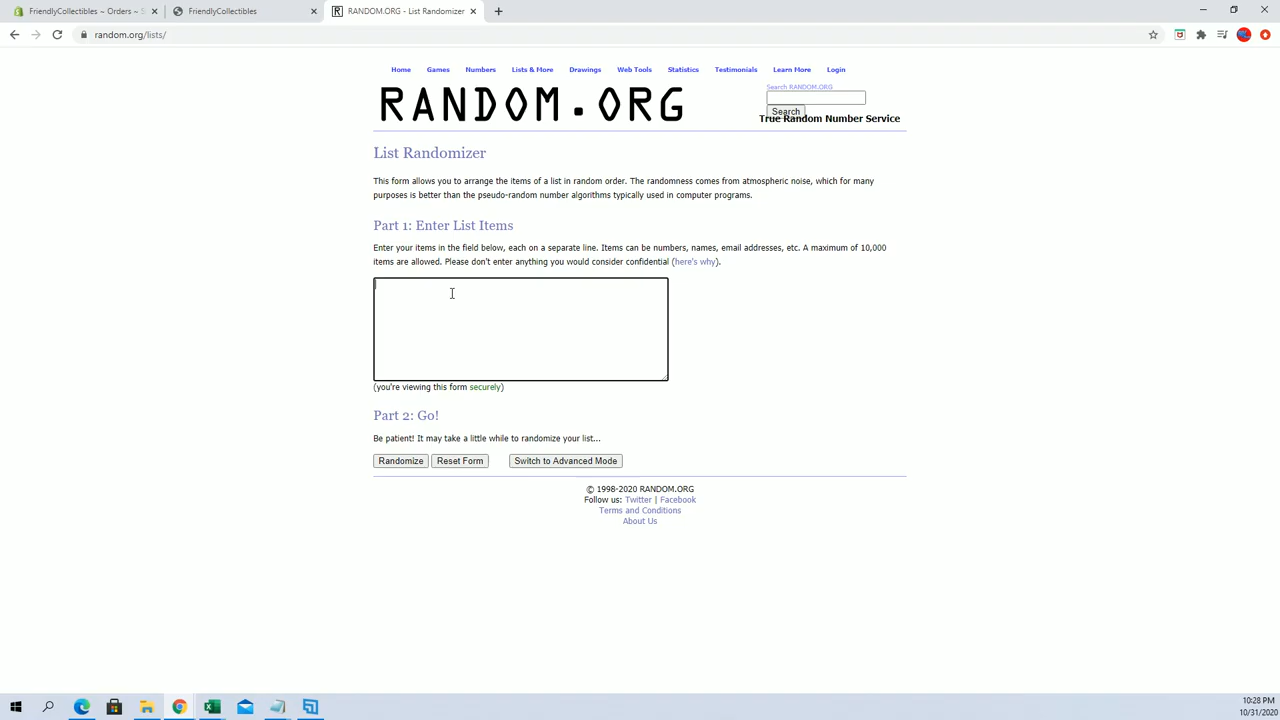 FriendlyCollectibles ~ Orders ~ S
FriendlyCollectibles
RANDOM.ORG - List Randomizer
random.org/lists/
Home Games Numbers Lists & More Drawings Web Tools Statistics Testimonials Learn More Login
RANDOM.ORG
Search RANDOM.ORG
Search
True Random Number Service
List Randomizer
This form allows you to arrange the items of a list in random order. The randomness comes from atmospheric noise, which for many
purposes is better than the pseudo-random number algorithms typically used in computer programs.
Part 1: Enter List Items
Enter your items in the field below, each on a separate line. Items can be numbers, names, email addresses, etc. A maximum of 10,000
items are allowed. Please don't enter anything you would consider confidential (here's why).
(you're viewing this form securely)
Part 2: Go!
Be patient! It may take a little while to randomize your list...
Randomize Reset Form Switch to Advanced Mode
© 1998-2020 RANDOM.ORG
Follow us: Twitter | Facebook
Terms and Conditions
About Us
10:28 PM
10/31/2020